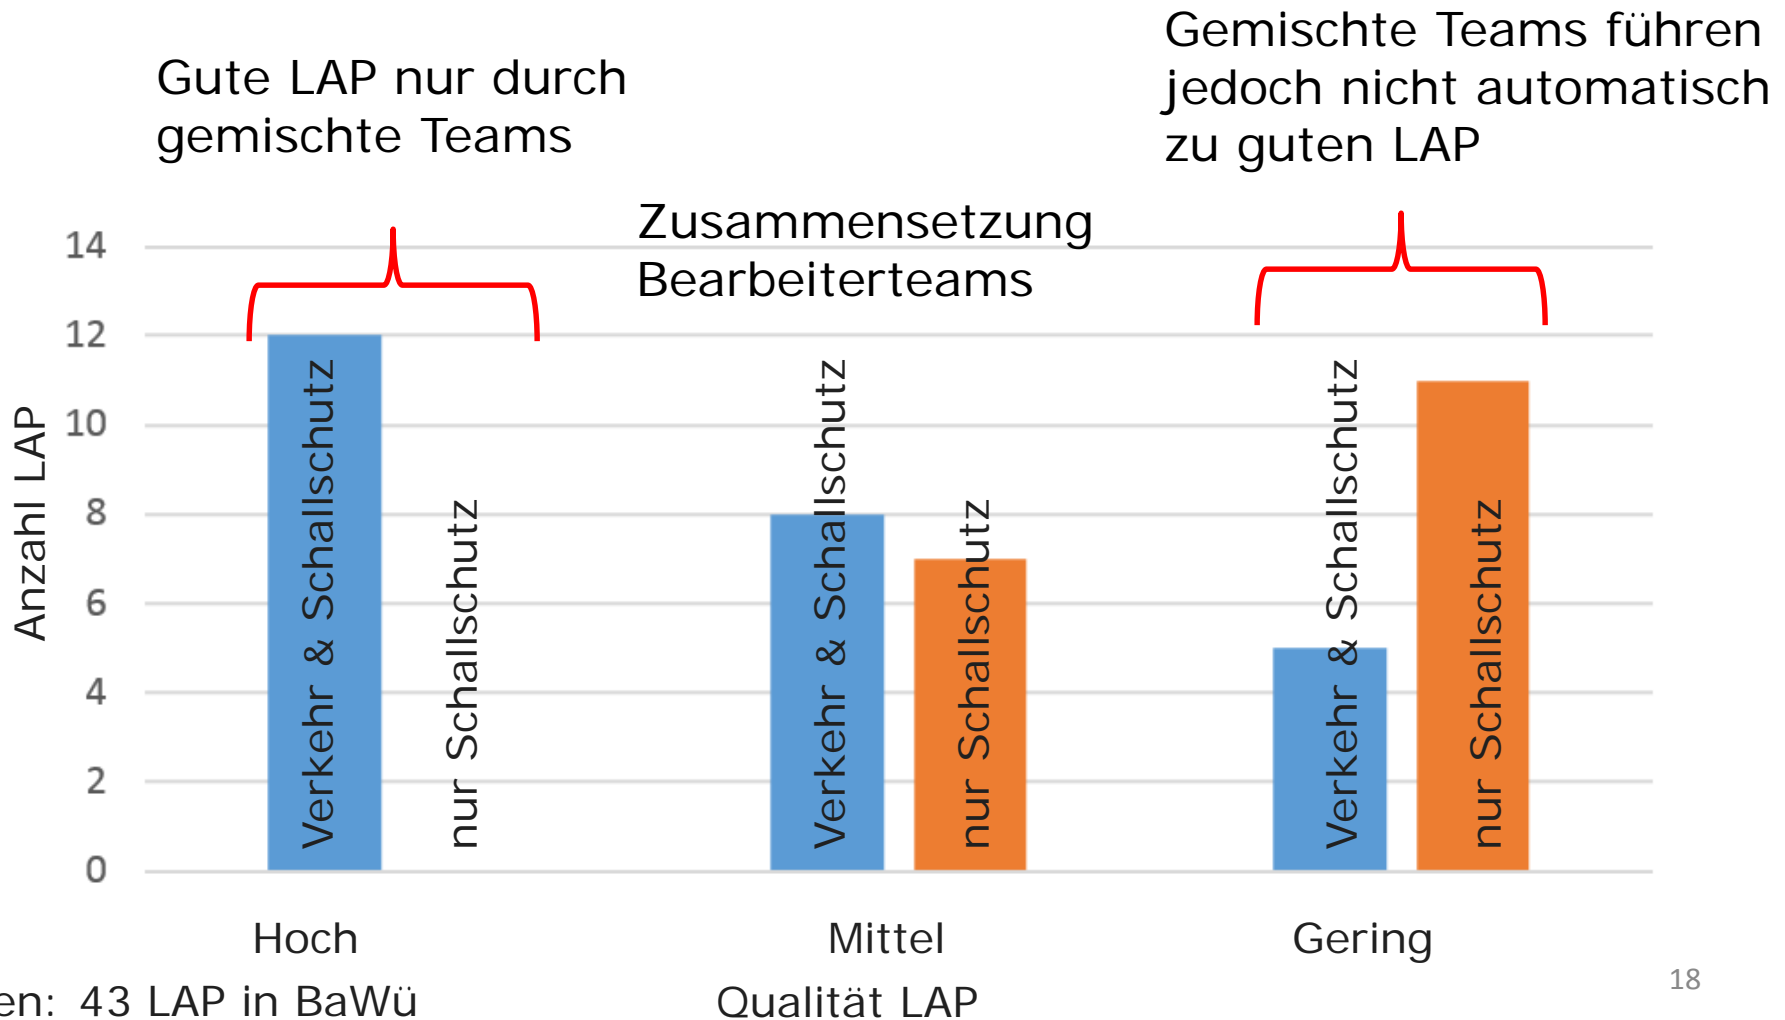 Gute LAP nur durch
gemischte Teams
Gemischte Teams führen
jedoch nicht automatisch
zu guten LAP
Zusammensetzung
Bearbeiterteams
Anzahl LAP
14
12
10
8
6
4
2
0
Verkehr & Schallschutz
nur Schallschutz
Verkehr & Schallschutz
nur Schallschutz
Verkehr & Schallschutz
nur Schallschutz
Hoch
Mittel
Gering
en: 43 LAP in BaWü
Qualität LAP
18